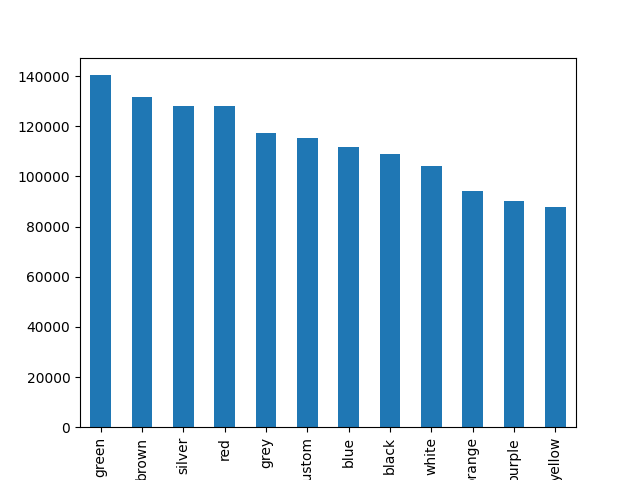 140000
120000
100000
80000
60000
40000
20000
0
green
brown
silver
red
grey
ustom
blue
black
white
range
purple
yellow